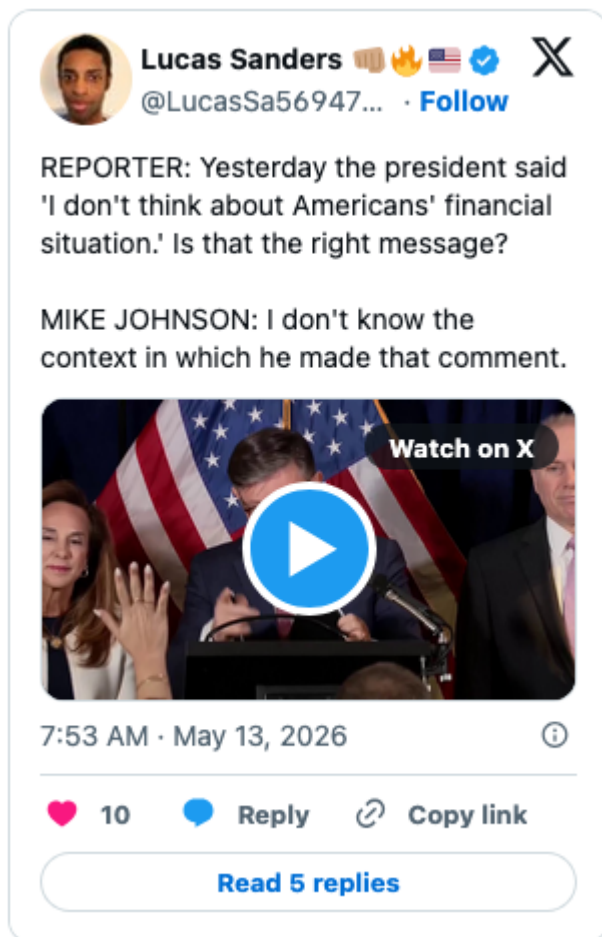 Lucas Sanders 👊🏽🔥🇺🇸
@LucasSa56947... · Follow
REPORTER: Yesterday the president said
'I don't think about Americans' financial
situation.' Is that the right message?
MIKE JOHNSON: I don't know the
context in which he made that comment.
Watch on X
7:53 AM · May 13, 2026
10 Reply Copy link
Read 5 replies